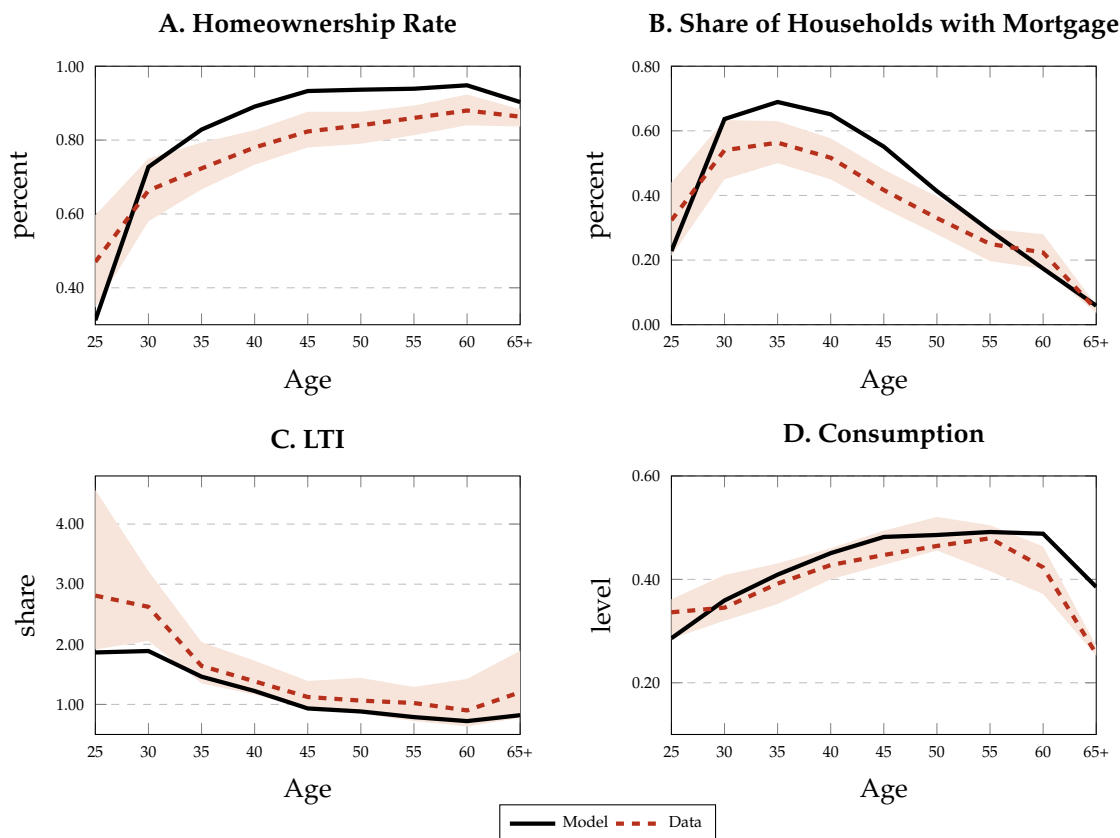 A. Homeownership Rate
1.00
0.80
0.60
0.40
percent
25 30 35 40 45 50 55 60 65+
Age
B. Share of Households with Mortgage
0.80
0.60
0.40
0.20
0.00
percent
25 30 35 40 45 50 55 60 65+
Age
C. LTI
4.00
3.00
2.00
1.00
share
25 30 35 40 45 50 55 60 65+
Age
D. Consumption
0.60
0.40
0.20
level
25 30 35 40 45 50 55 60 65+
Age
Model Data